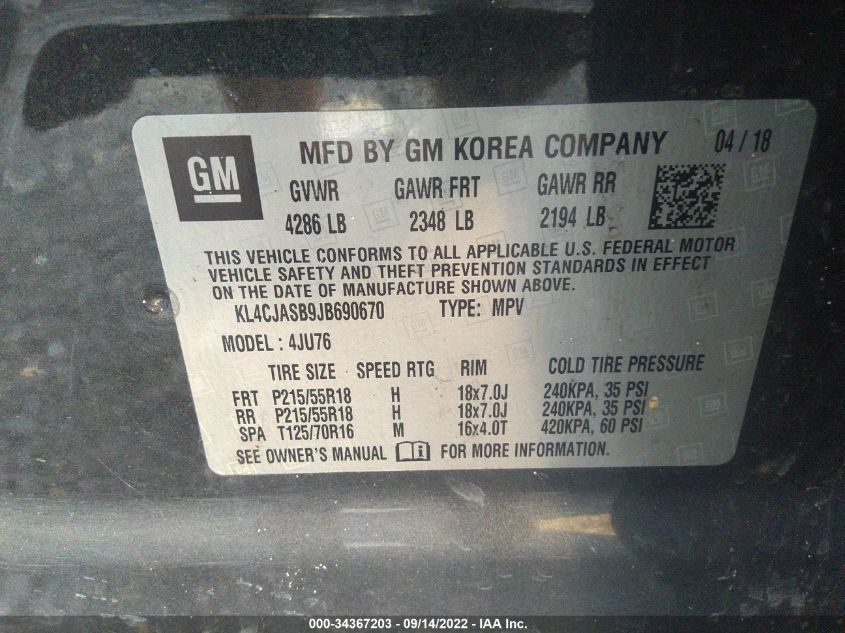 GM
MFD BY GM KOREA COMPANY 04 / 18
GVWR GAWR FRT GAWR RR
4286 LB 2348 LB 2194 LB
THIS VEHICLE CONFORMS TO ALL APPLICABLE U.S. FEDERAL MOTOR
VEHICLE SAFETY AND THEFT PREVENTION STANDARDS IN EFFECT
ON THE DATE OF MANUFACTURE SHOWN ABOVE.
KL4CJASB9JB690670 TYPE: MPV
MODEL : 4JU76
TIRE SIZE SPEED RTG RIM COLD TIRE PRESSURE
FRT P215/55R18 H 18x7.0J 240KPA, 35 PSI
RR P215/55R18 H 18x7.0J 240KPA, 35 PSI
SPA T125/70R16 M 16x4.0T 420KPA, 60 PSI
SEE OWNER'S MANUAL FOR MORE INFORMATION.
000-34367203 - 09/14/2022 - IAA Inc.